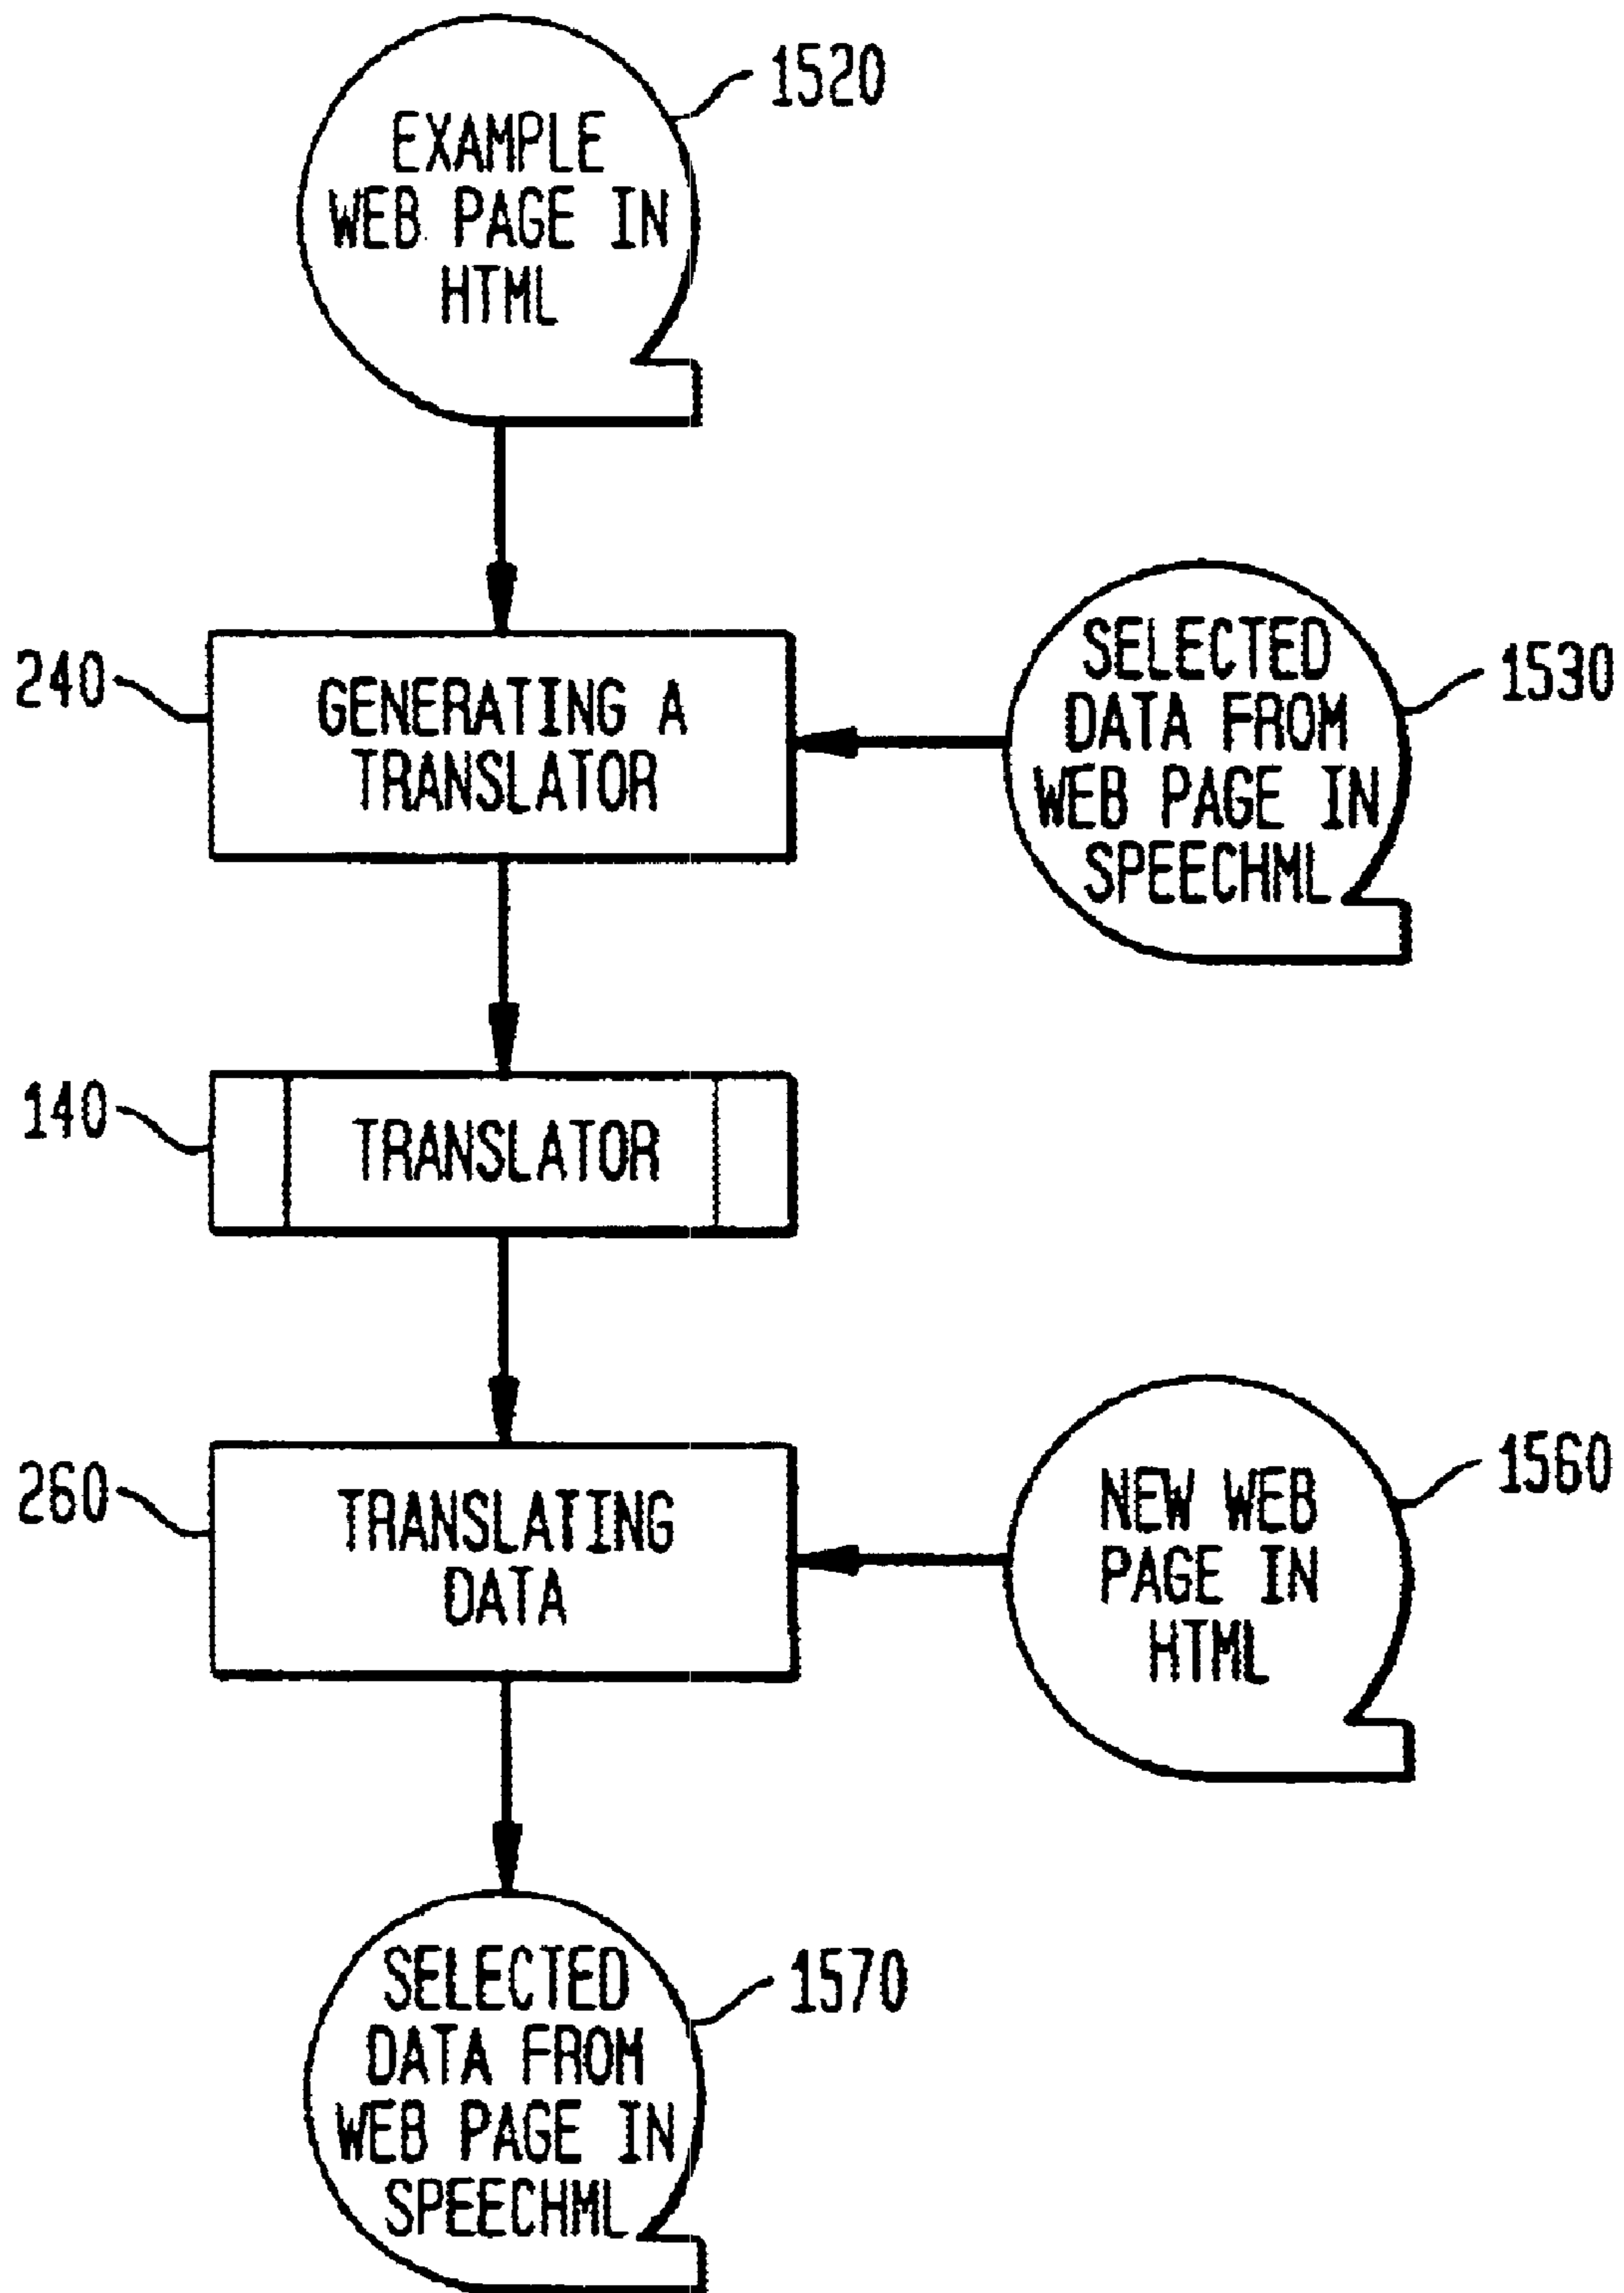 1520
EXAMPLE
WEB PAGE IN
HTML
240
GENERATING A
TRANSLATOR
SELECTED
DATA FROM
WEB PAGE IN
SPEECHML
1530
140
TRANSLATOR
260
TRANSLATING
DATA
NEW WEB
PAGE IN
HTML
1560
SELECTED
DATA FROM
WEB PAGE IN
SPEECHML
1570